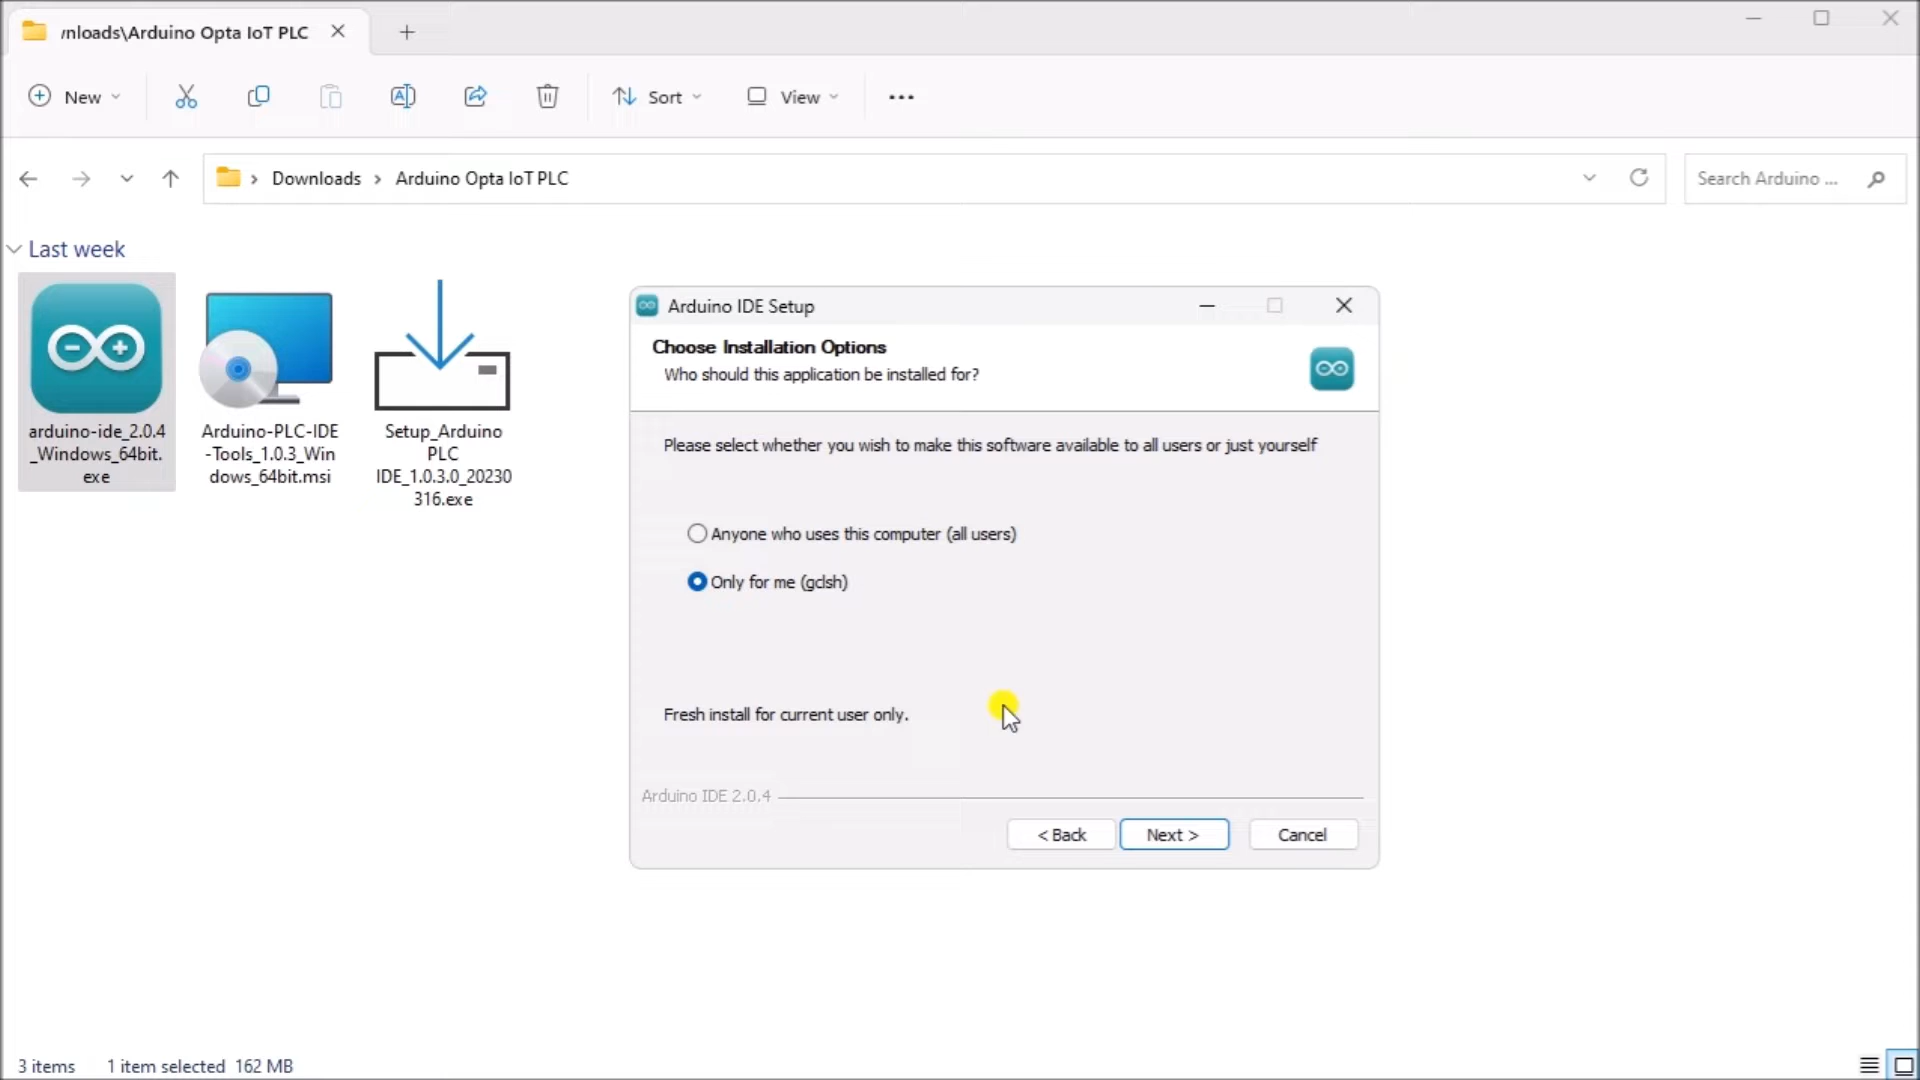 vnloads\Arduino Opta IoT PLC
New
Sort
View
Downloads
Arduino Opta IoT PLC
Search Arduino ...
Last week
arduino-ide_2.0.4
_Windows_64bit.
exe
Arduino-PLC-IDE
-Tools_1.0.3_Win
dows_64bit.msi
Setup_Arduino
PLC
IDE_1.0.3.0_20230
316.exe
Arduino IDE Setup
Choose Installation Options
Who should this application be installed for?
Please select whether you wish to make this software available to all users or just yourself
Anyone who uses this computer (all users)
Only for me (gclsh)
Fresh install for current user only.
Arduino IDE 2.0.4
< Back
Next >
Cancel
3 items
1 item selected 162 MB